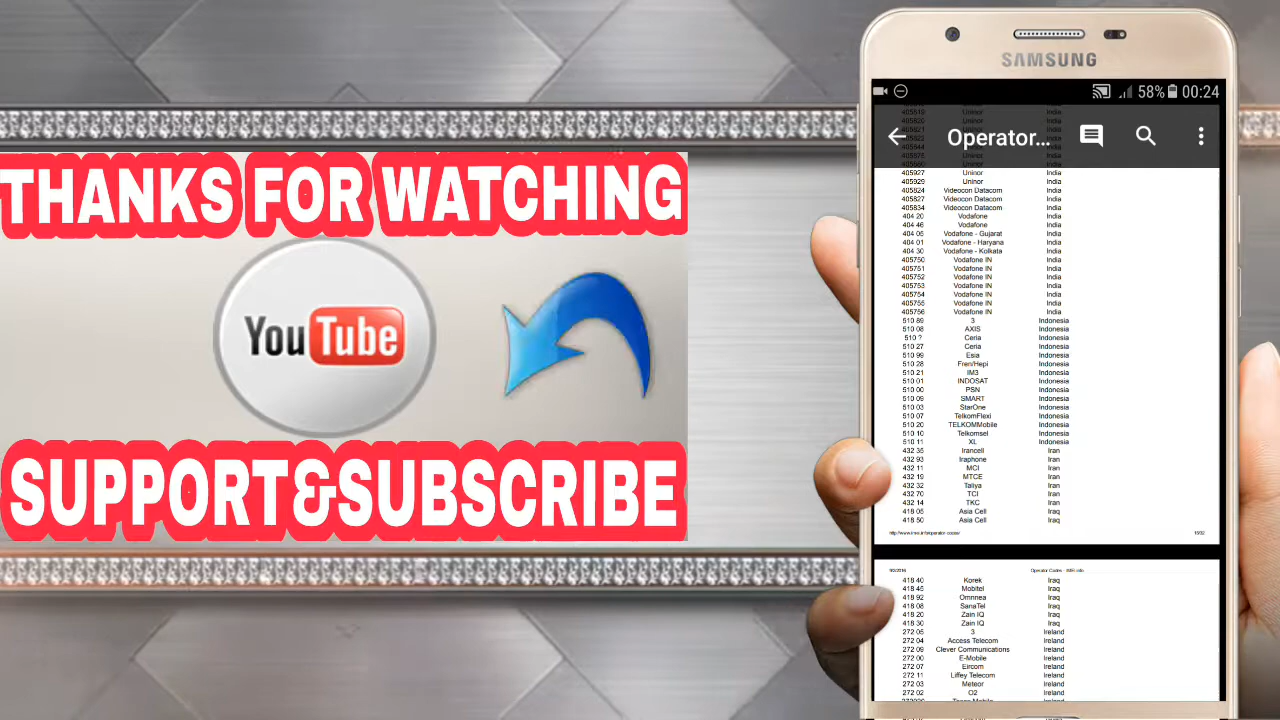 THANKS FOR WATCHING
YouTube
SUPPORT&SUBSCRIBE
SAMSUNG
58% 00:24
Operator...
Uninor India
405927 Uninor India
405929 Uninor India
405824 Videocon Datacom India
405827 Videocon Datacom India
405834 Videocon Datacom India
404 20 Vodafone India
404 46 Vodafone India
404 05 Vodafone - Gujarat India
404 01 Vodafone - Haryana India
404 30 Vodafone - Kolkata India
405750 Vodafone IN India
405751 Vodafone IN India
405752 Vodafone IN India
405753 Vodafone IN India
405754 Vodafone IN India
405755 Vodafone IN India
405756 Vodafone IN India
510 89 3 Indonesia
510 08 AXIS Indonesia
510 ? Ceria Indonesia
510 27 Ceria Indonesia
510 99 Esia Indonesia
510 28 Fren/Hepi Indonesia
510 21 IM3 Indonesia
510 01 INDOSAT Indonesia
510 00 PSN Indonesia
510 09 SMART Indonesia
510 03 StarOne Indonesia
510 07 TelkomFlexi Indonesia
510 20 TELKOMMobile Indonesia
510 10 Telkomsel Indonesia
510 11 XL Indonesia
432 35 Irancell Iran
432 93 Iraphone Iran
432 11 MCI Iran
432 19 MTCE Iran
432 32 Taliya Iran
432 70 TCI Iran
432 14 TKC Iran
418 05 Asia Cell Iraq
418 50 Asia Cell Iraq
418 40 Korek Iraq
418 45 Mobitel Iraq
418 92 Omnnea Iraq
418 08 SanaTel Iraq
418 20 Zain IQ Iraq
418 30 Zain IQ Iraq
272 05 3 Ireland
272 04 Access Telecom Ireland
272 09 Clever Communications Ireland
272 00 E-Mobile Ireland
272 07 Eircom Ireland
272 11 Liffey Telecom Ireland
272 03 Meteor Ireland
272 02 O2 Ireland